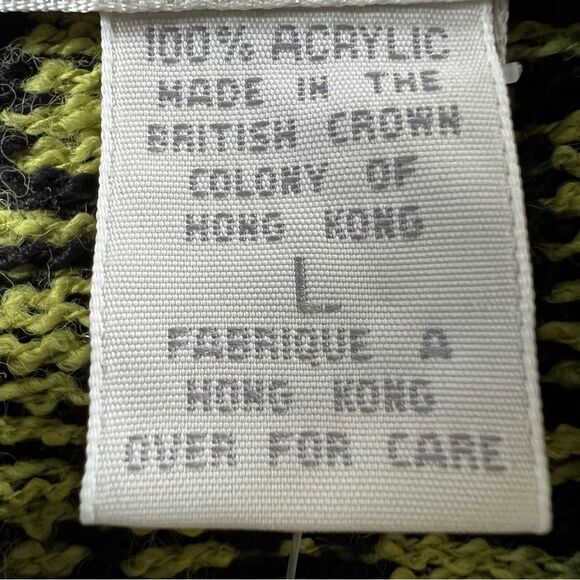 100% ACRYLIC
MADE IN THE
BRITISH CROWN
COLONY OF
HONG KONG
L
FABRIQUE A
HONG KONG
OVER FOR CARE